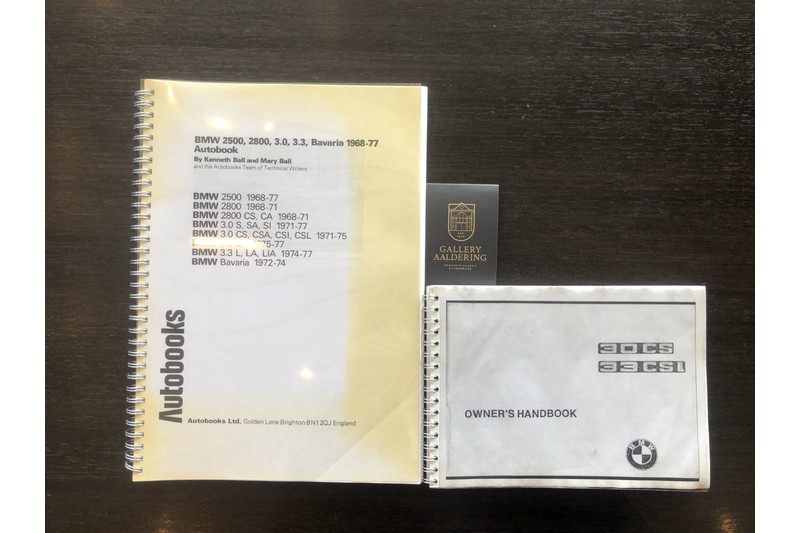 BMW 2500, 2800, 3.0, 3.3, Bavaria 1968-77
Autobook
By Kenneth Ball and Mary Ball
and the Autobooks Team of Technical Writers
BMW 2500 1968-77
BMW 2800 1968-71
BMW 2800 CS, CA 1968-71
BMW 3.0 S, SA, SI 1971-77
BMW 3.0 CS, CSA, CSI, CSL 1971-75
75-77
BMW 3.3 L, LA, LIA 1974-77
BMW Bavaria 1972-74
Autobooks
Autobooks Ltd. Golden Lane Brighton BN1 2QJ England
GALLERY
AALDERING
30CS
33CSi
OWNER'S HANDBOOK
BMW